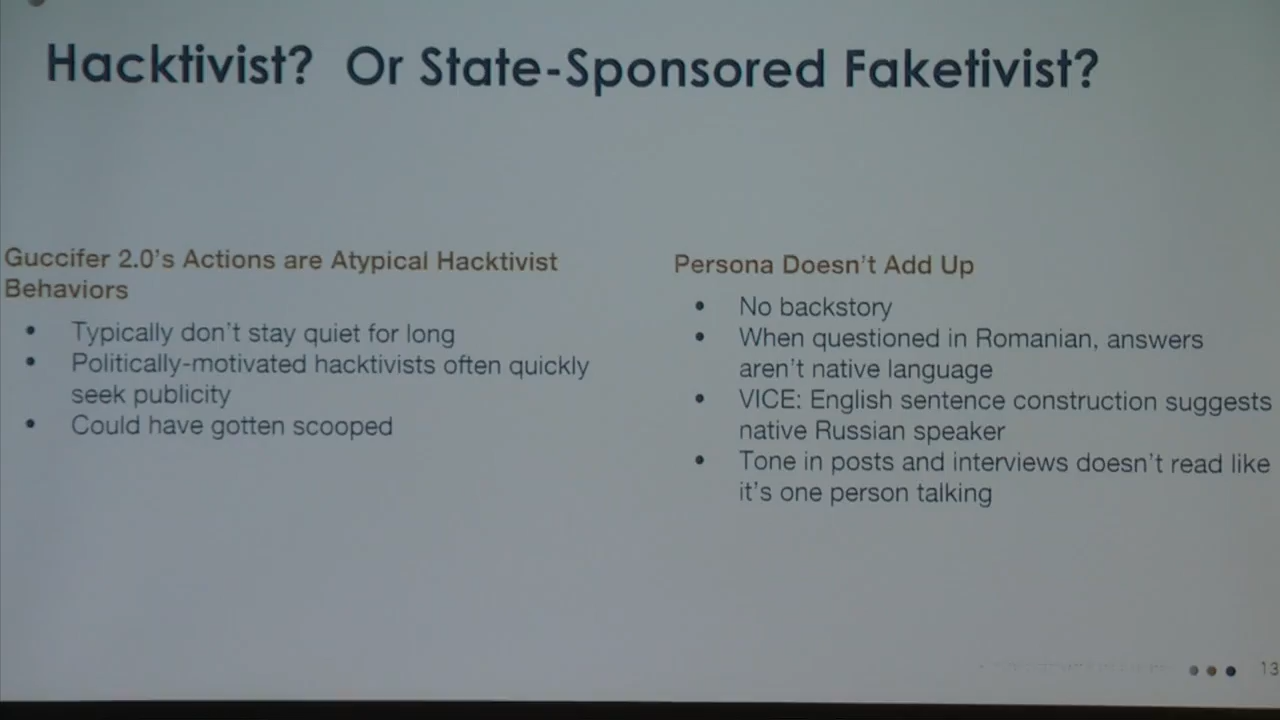 Hacktivist? Or State-Sponsored Faketivist?
Guccifer 2.0's Actions are Atypical Hacktivist
Behaviors
• Typically don't stay quiet for long
• Politically-motivated hacktivists often quickly
seek publicity
• Could have gotten scooped
Persona Doesn't Add Up
• No backstory
• When questioned in Romanian, answers
aren't native language
• VICE: English sentence construction suggests
native Russian speaker
• Tone in posts and interviews doesn't read like
it's one person talking
13